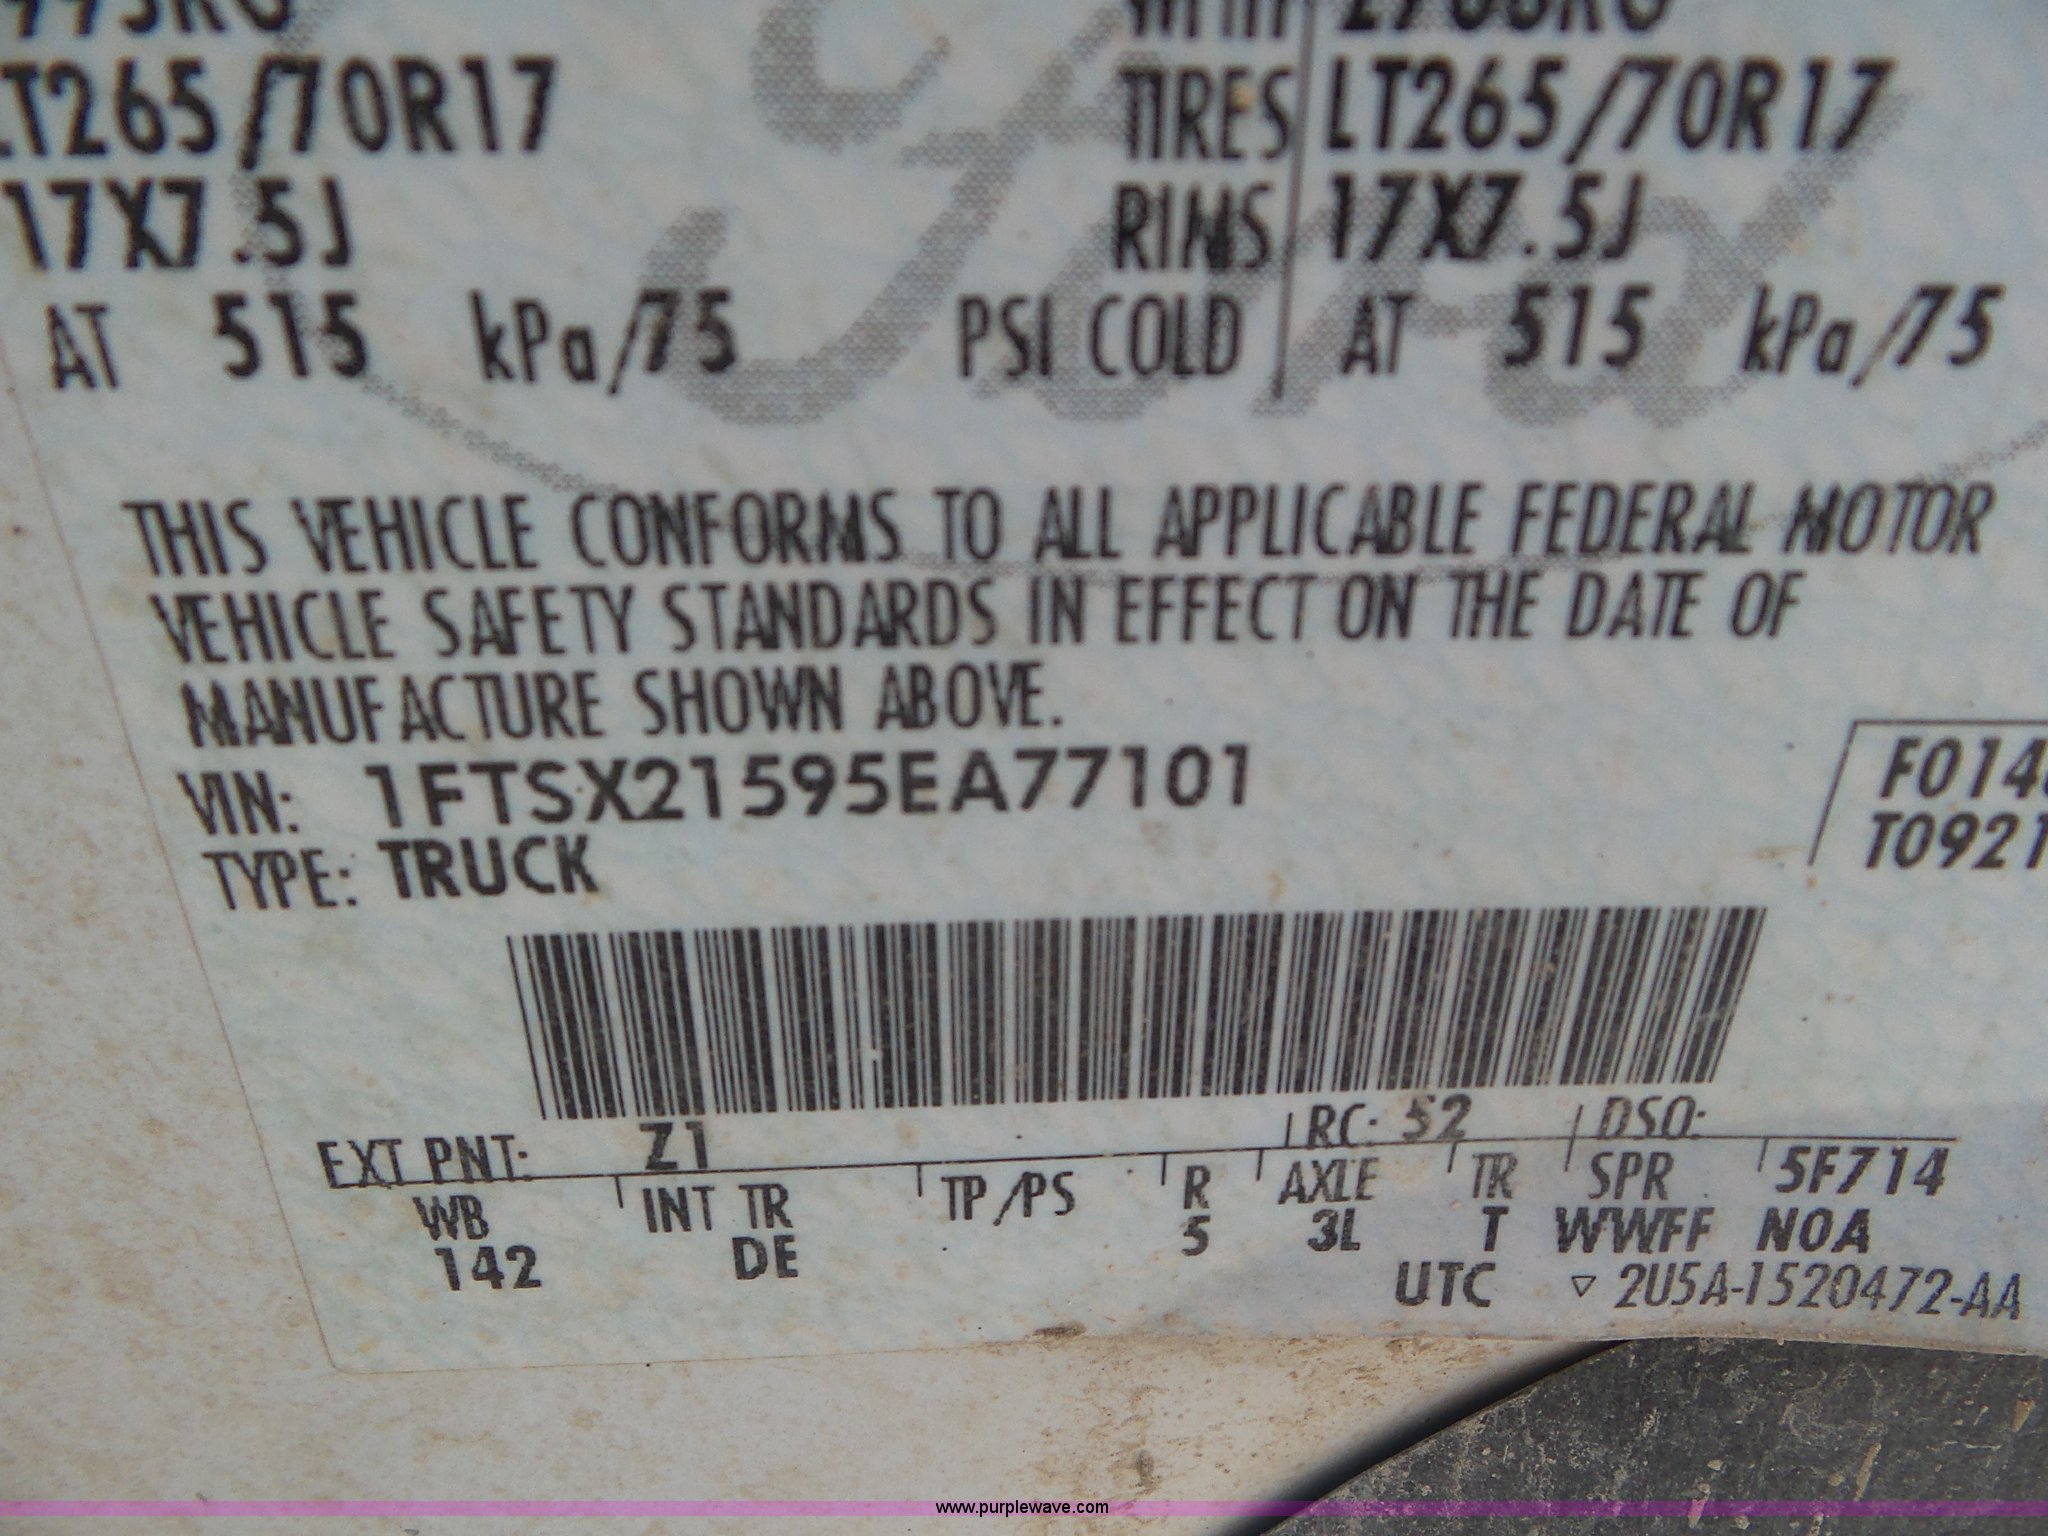 LT265/70R17 TIRES LT265/70R17
17X7.5J RIMS 17X7.5J
AT 515 kPa/75 PSI COLD AT 515 kPa/75
THIS VEHICLE CONFORMS TO ALL APPLICABLE FEDERAL MOTOR
VEHICLE SAFETY STANDARDS IN EFFECT ON THE DATE OF
MANUFACTURE SHOWN ABOVE.
VIN: 1FTSX21595EA77101
TYPE: TRUCK
F014
T0921
EXT PNT: Z1 RC: 52 DSO:
WB INT TR TP/PS R AXLE TR SPR 5F714
142 DE 5 3L T WWFF NOA
UTC ▽ 2U5A-1520472-AA
www.purplewave.com